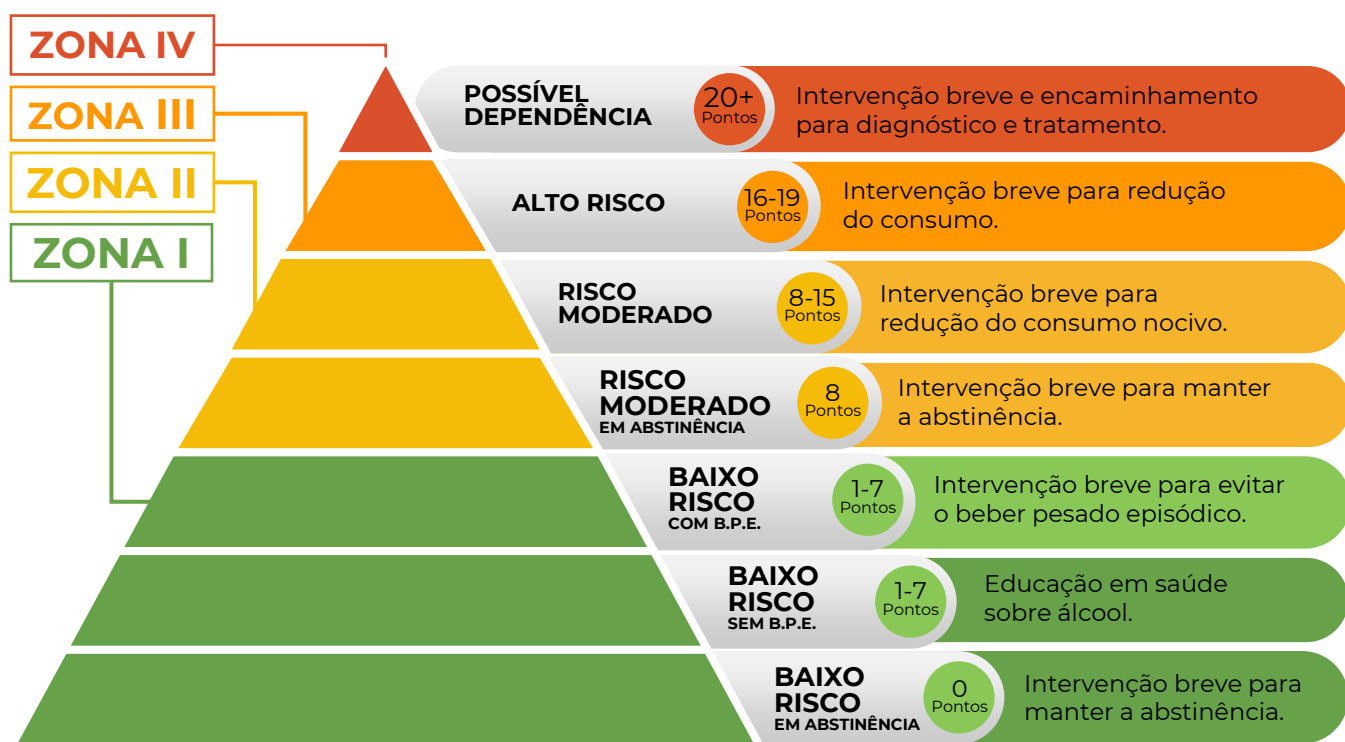 ZONA IV
ZONA III
ZONA II
ZONA I
POSSÍVEL
DEPENDÊNCIA
20+
Pontos
Intervenção breve e encaminhamento
para diagnóstico e tratamento.
ALTO RISCO
16-19
Pontos
Intervenção breve para redução
do consumo.
RISCO
MODERADO
8-15
Pontos
Intervenção breve para
redução do consumo nocivo.
RISCO
MODERADO
EM ABSTINÊNCIA
8
Pontos
Intervenção breve para manter
a abstinência.
BAIXO
RISCO
COM B.P.E.
1-7
Pontos
Intervenção breve para evitar
o beber pesado episódico.
BAIXO
RISCO
SEM B.P.E.
1-7
Pontos
Educação em saúde
sobre álcool.
BAIXO
RISCO
EM ABSTINÊNCIA
0
Pontos
Intervenção breve para
manter a abstinência.